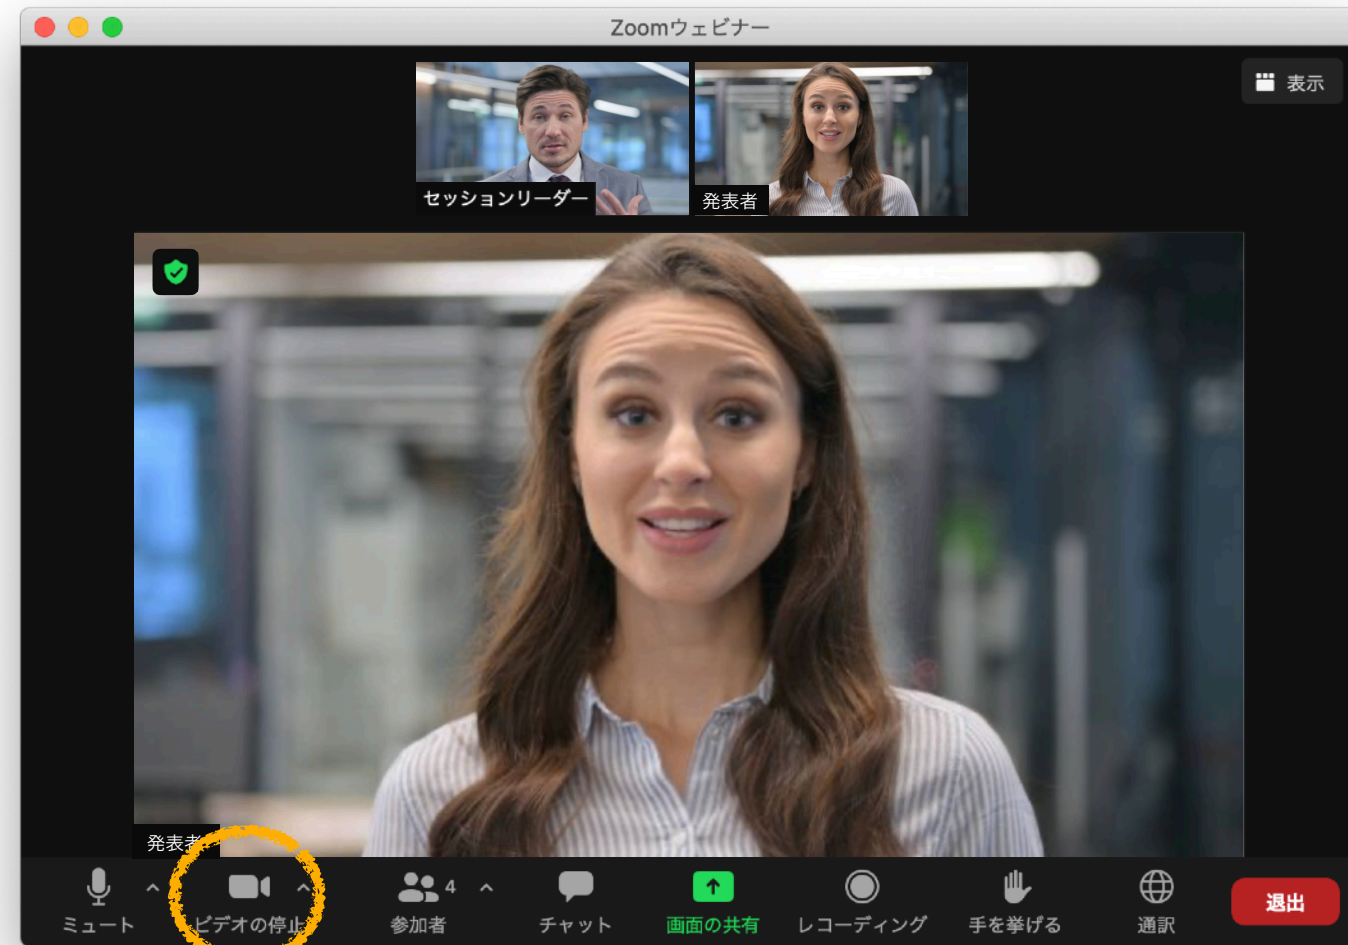 Zoomウェビナー
表示
セッションリーダー
発表者
発表者
4
ミュート
ビデオの停止
参加者
チャット
画面の共有
レコーディング
手を挙げる
通訳
退出